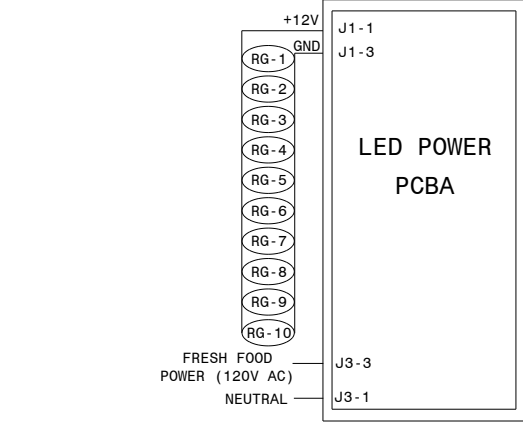 +12V
J1-1
GND
J1-3
RG-1
RG-2
RG-3
RG-4
RG-5
RG-6
RG-7
RG-8
RG-9
RG-10
LED POWER
PCBA
FRESH FOOD
POWER (120V AC)
J3-3
NEUTRAL
J3-1